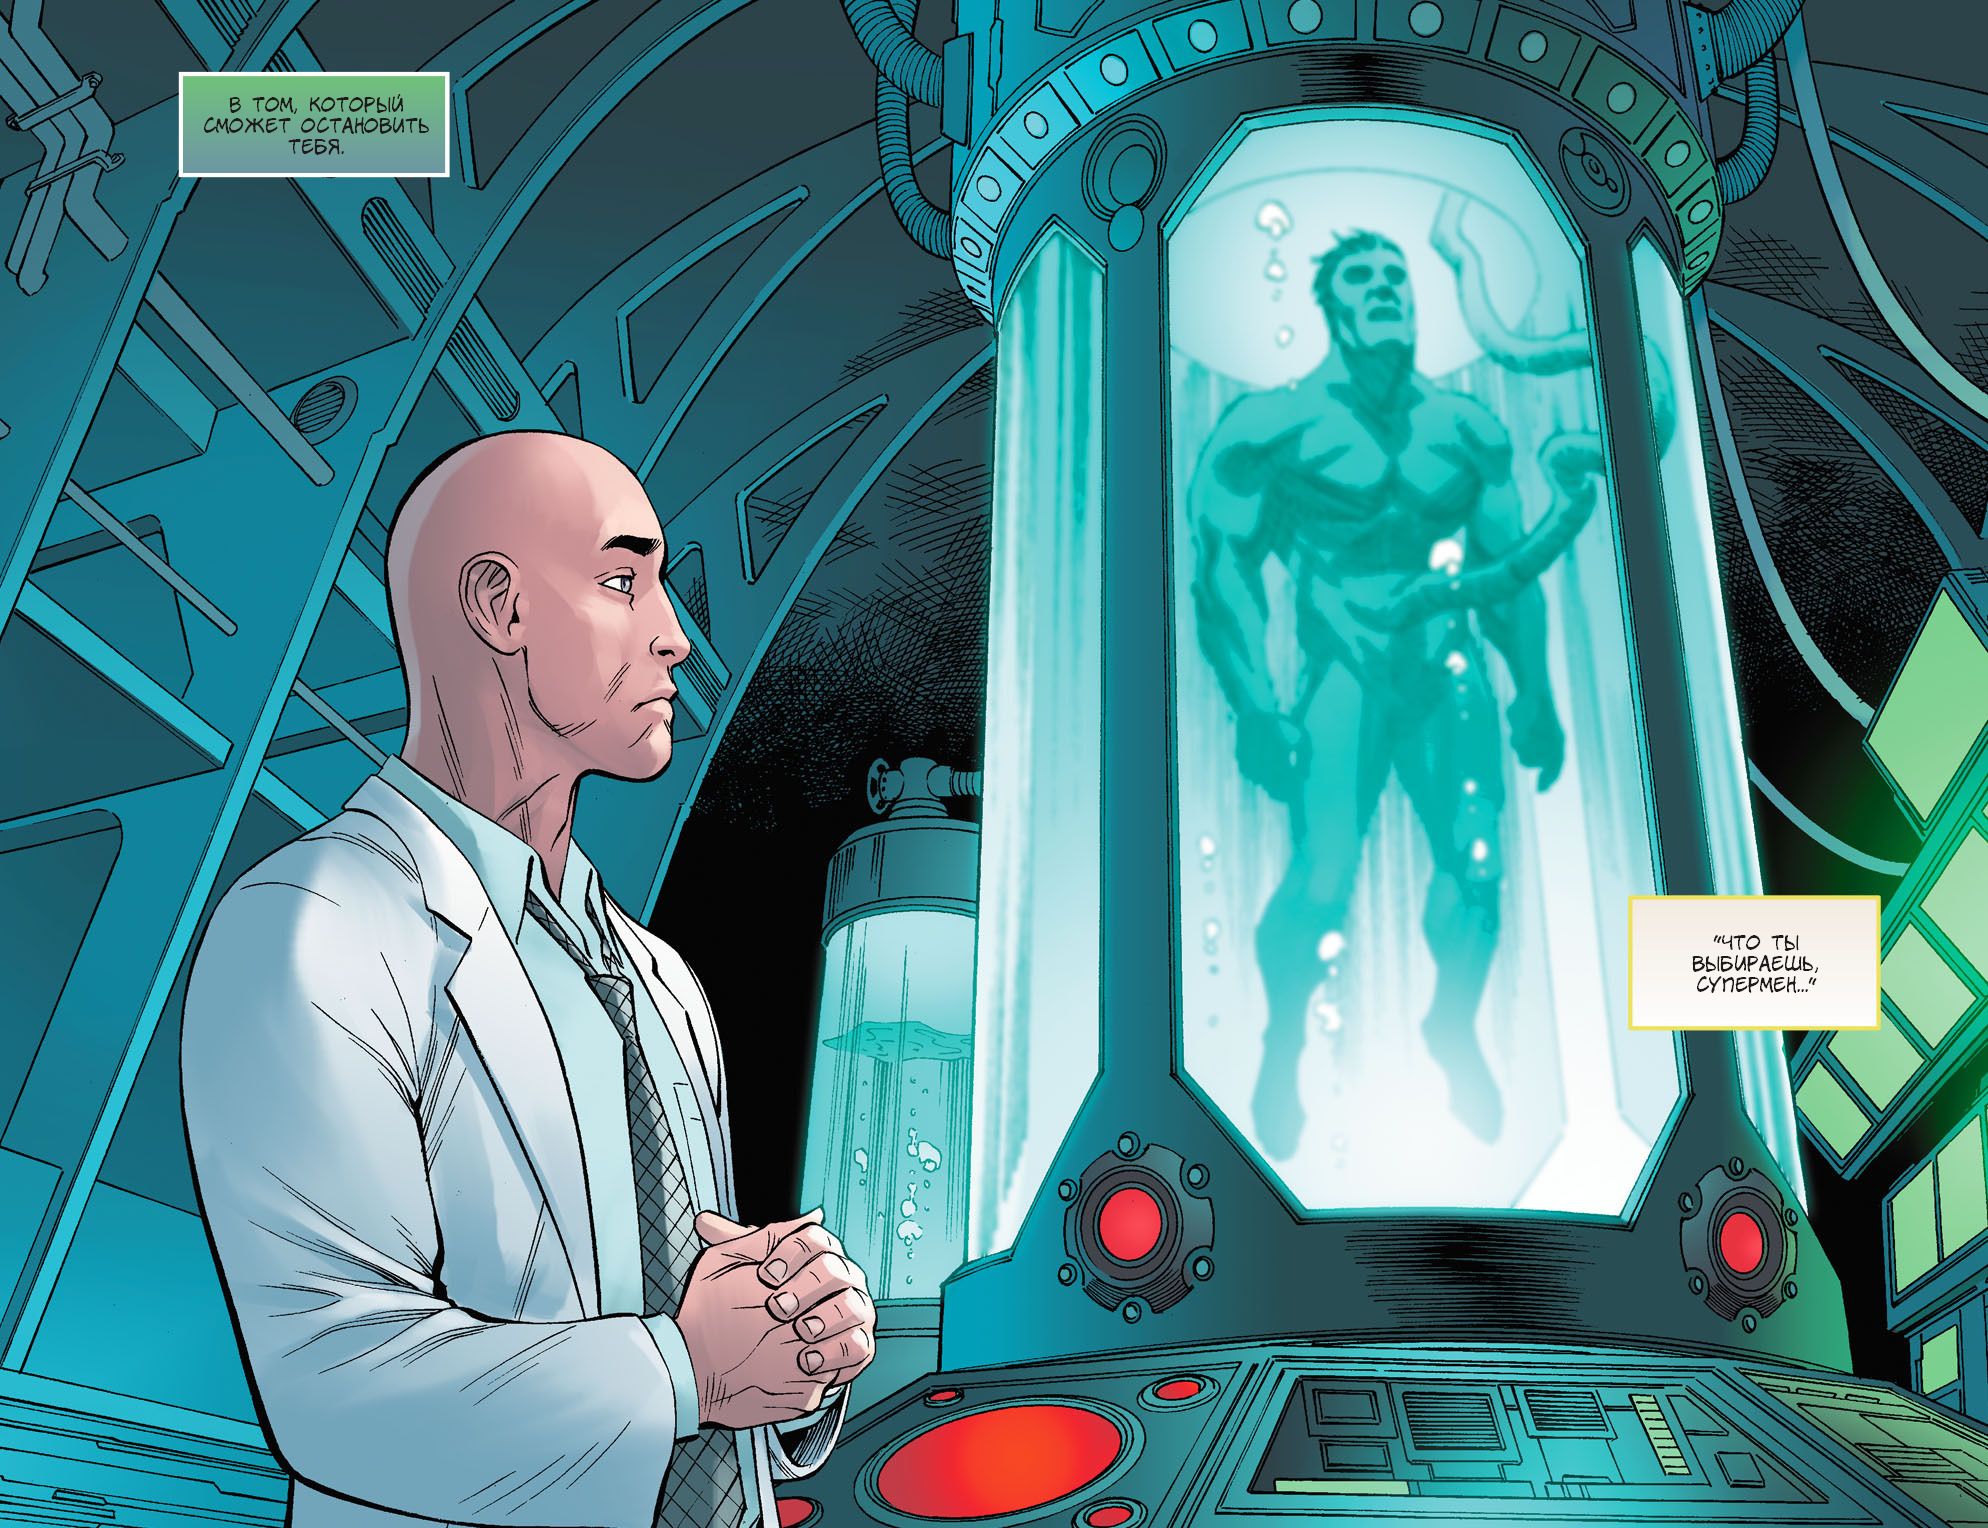 В ТОМ, КОТОРЫЙ
СМОЖЕТ ОСТАНОВИТЬ
ТЕБЯ.
"ЧТО ТЫ
ВЫБИРАЕШЬ,
СУПЕРМЕН..."